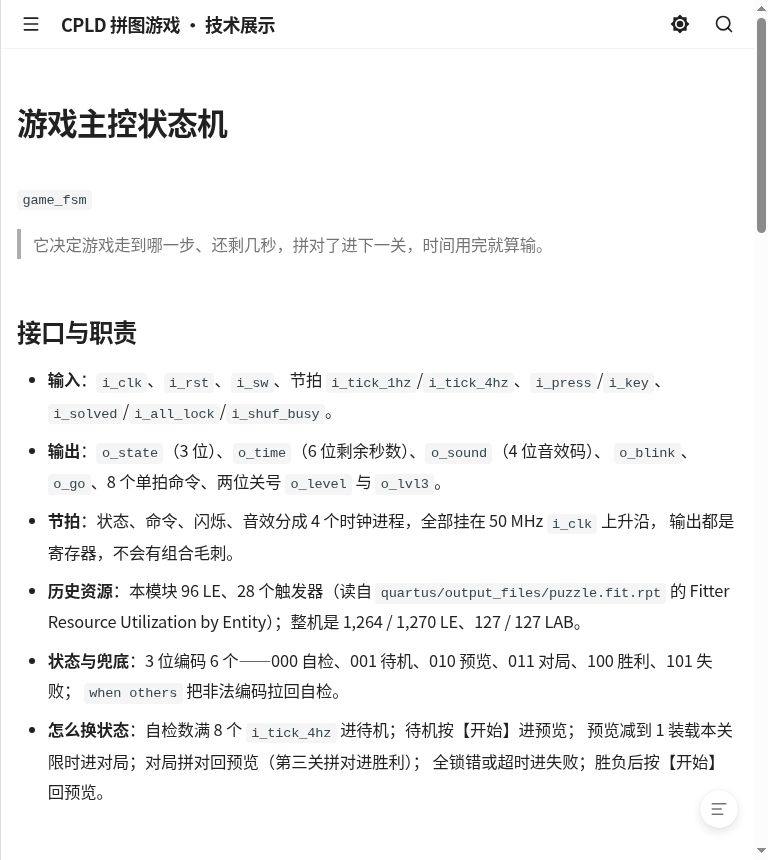 CPLD 拼图游戏 · 技术展示
游戏主控状态机
game_fsm
它决定游戏走到哪一步、还剩几秒，拼对了进下一关，时间用完就算输。
接口与职责
输入：i_clk、i_rst、i_sw、节拍 i_tick_1hz/i_tick_4hz、i_press/i_key、
i_solved/i_all_lock/i_shuf_busy。
输出：o_state（3 位）、o_time（6 位剩余秒数）、o_sound（4 位音效码）、o_blink、
o_go、8 个单拍命令、两位关号 o_level 与 o_lvl3。
节拍：状态、命令、闪烁、音效分成 4 个时钟进程，全部挂在 50 MHz i_clk 上升沿， 输出都是
寄存器，不会有组合毛刺。
历史资源：本模块 96 LE、28 个触发器（读自 quartus/output_files/puzzle.fit.rpt 的 Fitter
Resource Utilization by Entity）；整机是 1,264 / 1,270 LE、127 / 127 LAB。
状态与兜底：3 位编码 6 个——000 自检、001 待机、010 预览、011 对局、100 胜利、101 失
败； when others 把非法编码拉回自检。
怎么换状态：自检数满 8 个 i_tick_4hz 进待机；待机按【开始】进预览； 预览减到 1 装载本关
限时进对局；对局拼对回预览（第三关拼对进胜利）； 全锁错或超时进失败；胜负后按【开始】
回预览。